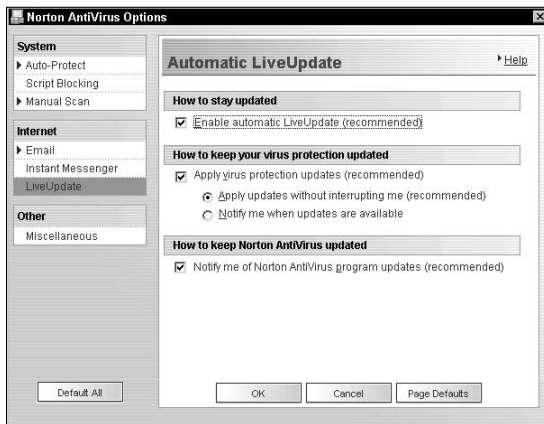 Norton AntiVirus Options
System
Auto-Protect
Script Blocking
Manual Scan
Internet
Email
Instant Messenger
LiveUpdate
Other
Miscellaneous
Default All
Automatic LiveUpdate
Help
How to stay updated
Enable automatic LiveUpdate (recommended)
How to keep your virus protection updated
Apply virus protection updates (recommended)
Apply updates without interrupting me (recommended)
Notify me when updates are available
How to keep Norton AntiVirus updated
Notify me of Norton AntiVirus program updates (recommended)
OK
Cancel
Page Defaults